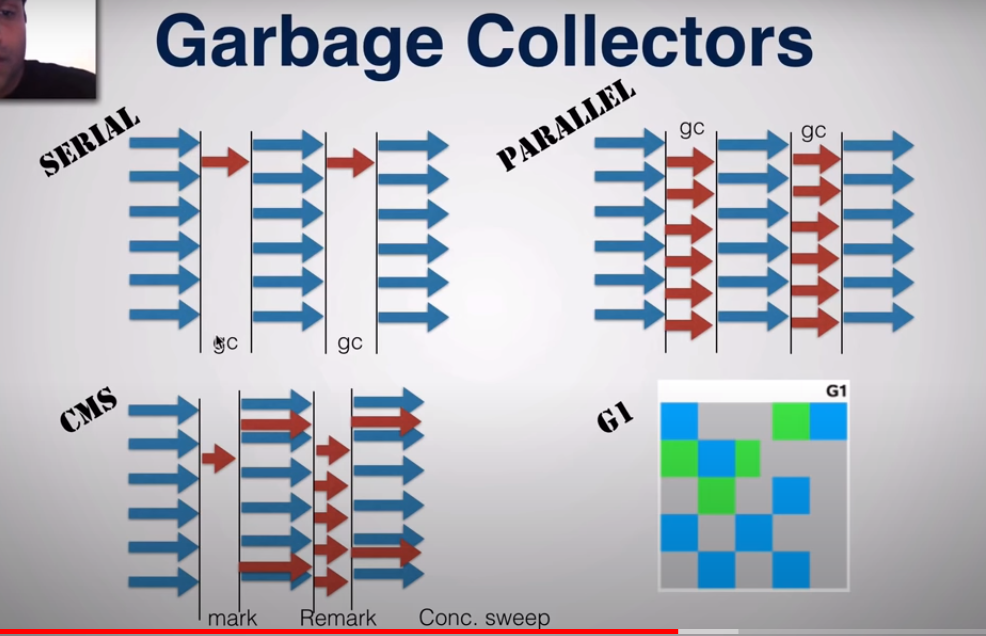 Garbage Collectors
SERIAL
gc
gc
PARALLEL
gc
gc
CMS
mark
Remark
Conc. sweep
G1
G1